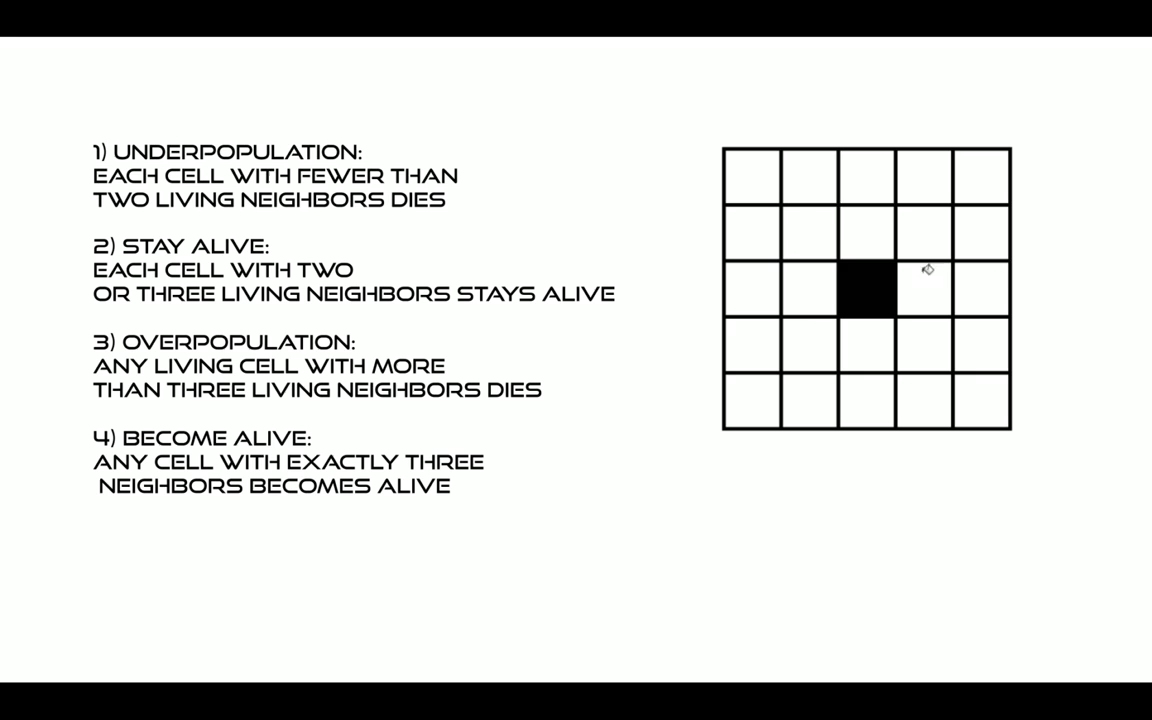 1) UNDERPOPULATION:
EACH CELL WITH FEWER THAN
TWO LIVING NEIGHBORS DIES
2) STAY ALIVE:
EACH CELL WITH TWO
OR THREE LIVING NEIGHBORS STAYS ALIVE
3) OVERPOPULATION:
ANY LIVING CELL WITH MORE
THAN THREE LIVING NEIGHBORS DIES
4) BECOME ALIVE:
ANY CELL WITH EXACTLY THREE
NEIGHBORS BECOMES ALIVE